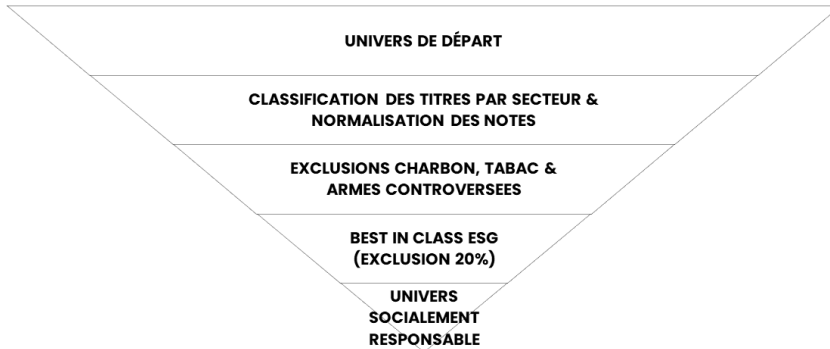 UNIVERS DE DÉPART
CLASSIFICATION DES TITRES PAR SECTEUR &
NORMALISATION DES NOTES
EXCLUSIONS CHARBON, TABAC &
ARMES CONTROVERSEES
BEST IN CLASS ESG
(EXCLUSION 20%)
UNIVERS
SOCIALEMENT
RESPONSABLE